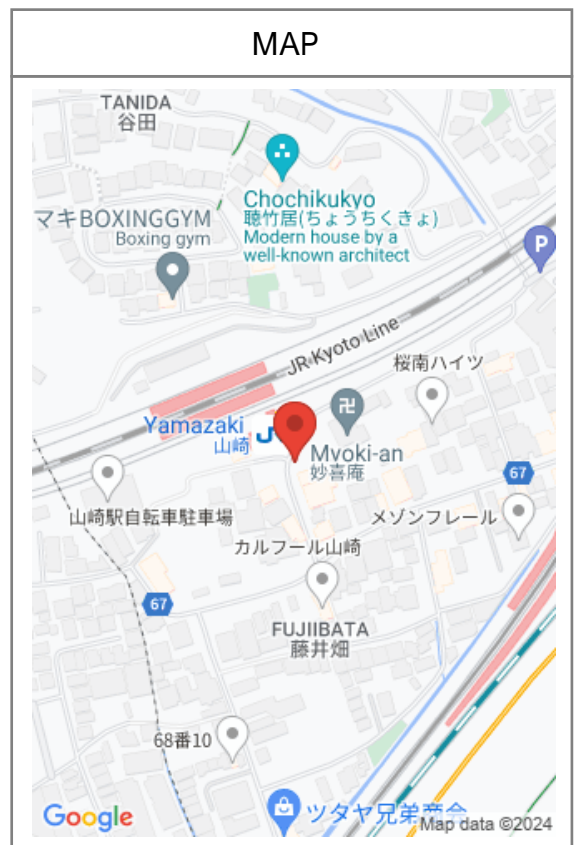 MAP
TANIDA
谷田
Chochikukyo
聴竹居(ちょうちくきょ)
Modern house by a
well-known architect
マキBOXINGGYM
Boxing gym
P
JR Kyoto Line
桜南ハイツ
Yamazaki
山崎
卍
Myoki-an
妙喜庵
67
山崎駅自転車駐車場
メゾンフレール
カルフール山崎
67
FUJIIBATA
藤井畑
68番10
ツタヤ兄弟商会
Google
Map data ©2024